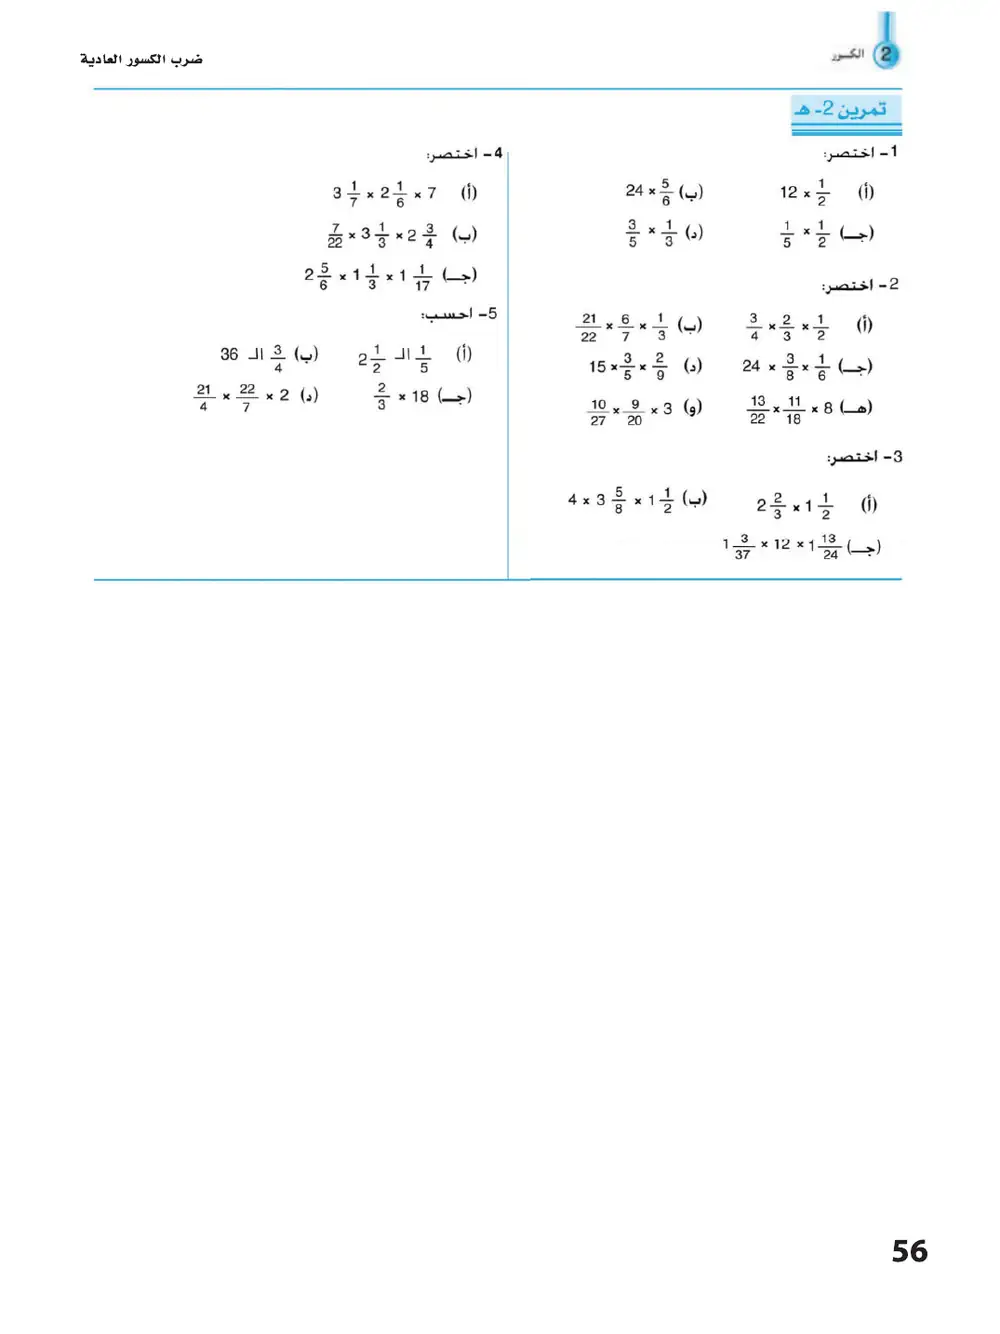 2 الكسور
ضرب الكسور العادية
تمرين 2- هـ
1- اختصر:
(أ) 1/2 × 12 (ب) 5/6 × 24
(جـ) 1/2 × 1/5 (د) 1/3 × 3/5
2- اختصر:
(أ) 1/2 × 2/3 × 3/4 (ب) 1/3 × 6/7 × 21/22
(جـ) 1/6 × 3/8 × 24 (د) 2/9 × 3/5 × 15
(هـ) 8 × 11/18 × 13/22 (و) 3 × 9/20 × 10/27
3- اختصر:
(أ) 1 1/2 × 2 2/3 (ب) 1 1/2 × 3 5/8 × 4
(جـ) 1 13/24 × 12 × 1 3/37
4- اختصر:
(أ) 7 × 2 1/6 × 3 1/7
(ب) 2 3/4 × 3 1/3 × 7/22
(جـ) 1 1/17 × 1 1/3 × 2 5/6
5- احسب:
(أ) 1/5 الـ 2 1/2 (ب) 3/4 الـ 36
(جـ) 18 × 2/3 (د) 2 × 22/7 × 21/4
56